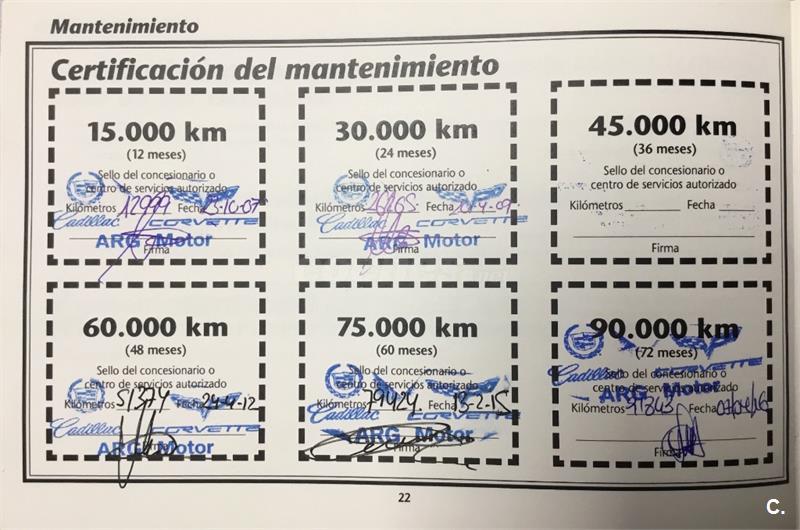 Mantenimiento
Certificación del mantenimiento
15.000 km
(12 meses)
Sello del concesionario o
centro de servicios autorizado
Kilómetros 12999 Fecha 23-10-07
Cadillac CORVETTE
ARG Motor
Firma
30.000 km
(24 meses)
Sello del concesionario o
centro de servicios autorizado
Kilómetros Fecha
Cadillac CORVETTE
ARG Motor
Firma
45.000 km
(36 meses)
Sello del concesionario o
centro de servicios autorizado
Kilómetros Fecha
Firma
60.000 km
(48 meses)
Sello del concesionario o
centro de servicios autorizado
Kilómetros 51374 Fecha 24-4-12
Cadillac CORVETTE
ARG Motor
Firma
75.000 km
(60 meses)
Sello del concesionario o
centro de servicios autorizado
Kilómetros 79424 Fecha 13-2-15
Cadillac CORVETTE
ARG Motor
Firma
90.000 km
(72 meses)
Sello del concesionario o
Cadillac CORVETTE
centro de servicios autorizado
ARG Motor
Kilómetros 91343 Fecha
Firma
22
C.